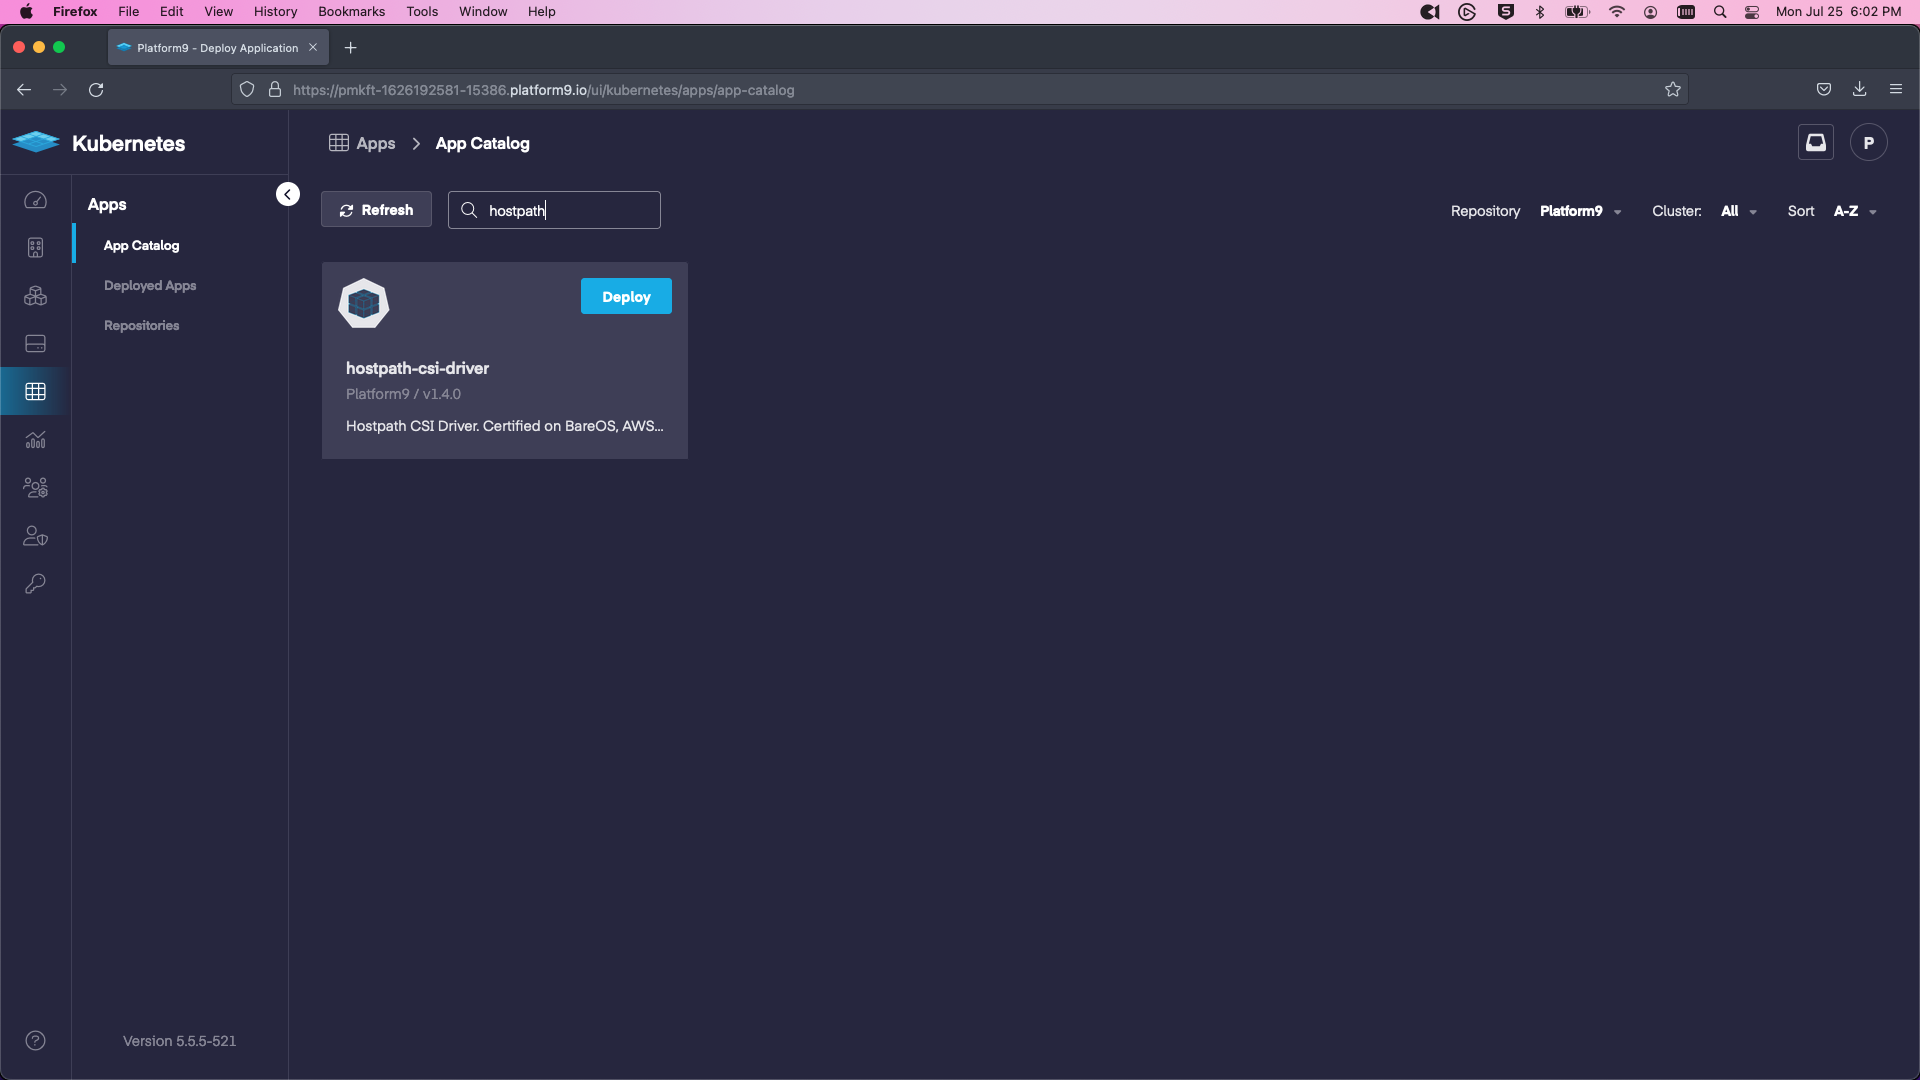 Firefox File Edit View History Bookmarks Tools Window Help Mon Jul 25 6:02 PM
Platform9 - Deploy Application
https://pmkft-1626192581-15386.platform9.io/ui/kubernetes/apps/app-catalog
Kubernetes
Apps App Catalog
P
Apps
App Catalog
Deployed Apps
Repositories
Refresh
hostpath
Repository Platform9 Cluster: All Sort A-Z
Deploy
hostpath-csi-driver
Platform9 / v1.4.0
Hostpath CSI Driver. Certified on BareOS, AWS...
Version 5.5.5-521